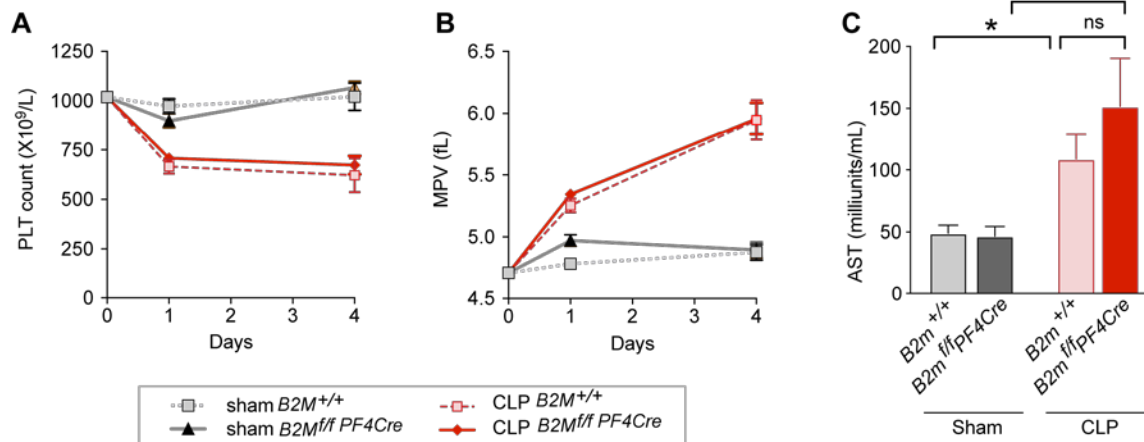 A
PLT count (X10⁹/L)
1250
1000
750
500
250
0
0 1 2 3 4
Days
B
MPV (fL)
6.5
6.0
5.5
5.0
4.5
0 1 2 3 4
Days
C
* ns
AST (milliunits/mL)
200
150
100
50
0
B2m +/+
B2m f/fPF4Cre
B2m +/+
B2m f/fPF4Cre
Sham CLP
sham B2M+/+ CLP B2M+/+
sham B2Mf/f PF4Cre CLP B2Mf/f PF4Cre